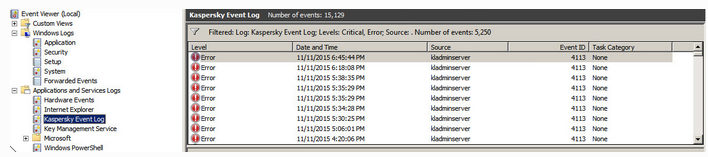 Event Viewer (Local)
Custom Views
Windows Logs
Application
Security
Setup
System
Forwarded Events
Applications and Services Logs
Hardware Events
Internet Explorer
Kaspersky Event Log
Key Management Service
Microsoft
Windows PowerShell
Kaspersky Event Log Number of events: 15,129
Filtered: Log: Kaspersky Event Log; Levels: Critical, Error; Source: . Number of events: 5,250
Level Date and Time Source Event ID Task Category
Error 11/11/2015 6:45:44 PM kladminserver 4113 None
Error 11/11/2015 6:18:08 PM kladminserver 4113 None
Error 11/11/2015 5:38:35 PM kladminserver 4113 None
Error 11/11/2015 5:35:29 PM kladminserver 4113 None
Error 11/11/2015 5:35:29 PM kladminserver 4113 None
Error 11/11/2015 5:34:28 PM kladminserver 4113 None
Error 11/11/2015 5:30:25 PM kladminserver 4113 None
Error 11/11/2015 5:06:01 PM kladminserver 4113 None
Error 11/11/2015 4:20:06 PM kladminserver 4113 None